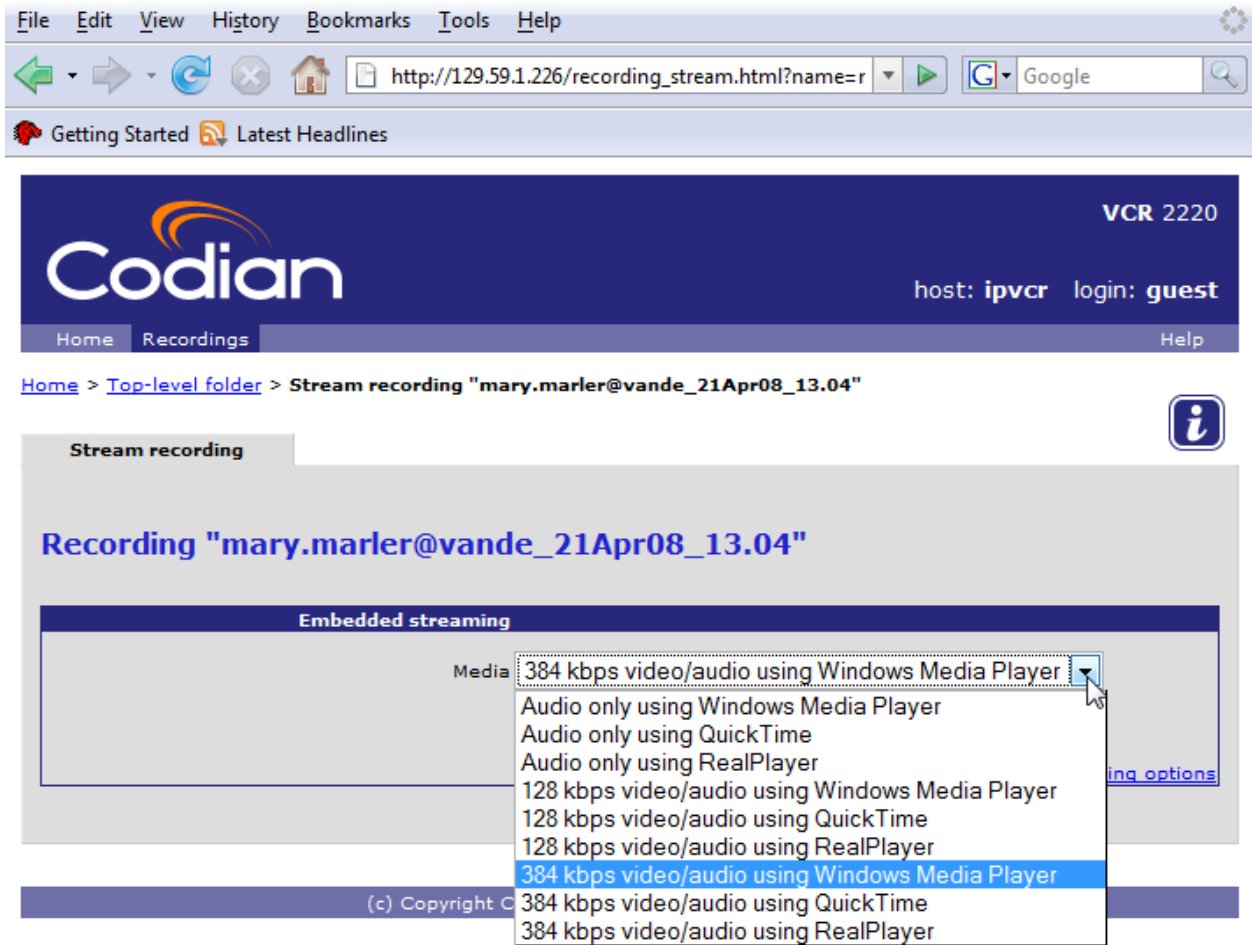 File Edit View History Bookmarks Tools Help
http://129.59.1.226/recording_stream.html?name=r G Google
Getting Started Latest Headlines
Codian
VCR 2220
host: ipvcr login: guest
Home Recordings Help
Home > Top-level folder > Stream recording "mary.marler@vande_21Apr08_13.04"
i
Stream recording
Recording "mary.marler@vande_21Apr08_13.04"
Embedded streaming
Media 384 kbps video/audio using Windows Media Player
Audio only using Windows Media Player
Audio only using QuickTime
Audio only using RealPlayer
ing options
128 kbps video/audio using Windows Media Player
128 kbps video/audio using QuickTime
128 kbps video/audio using RealPlayer
384 kbps video/audio using Windows Media Player
384 kbps video/audio using QuickTime
384 kbps video/audio using RealPlayer
(c) Copyright C